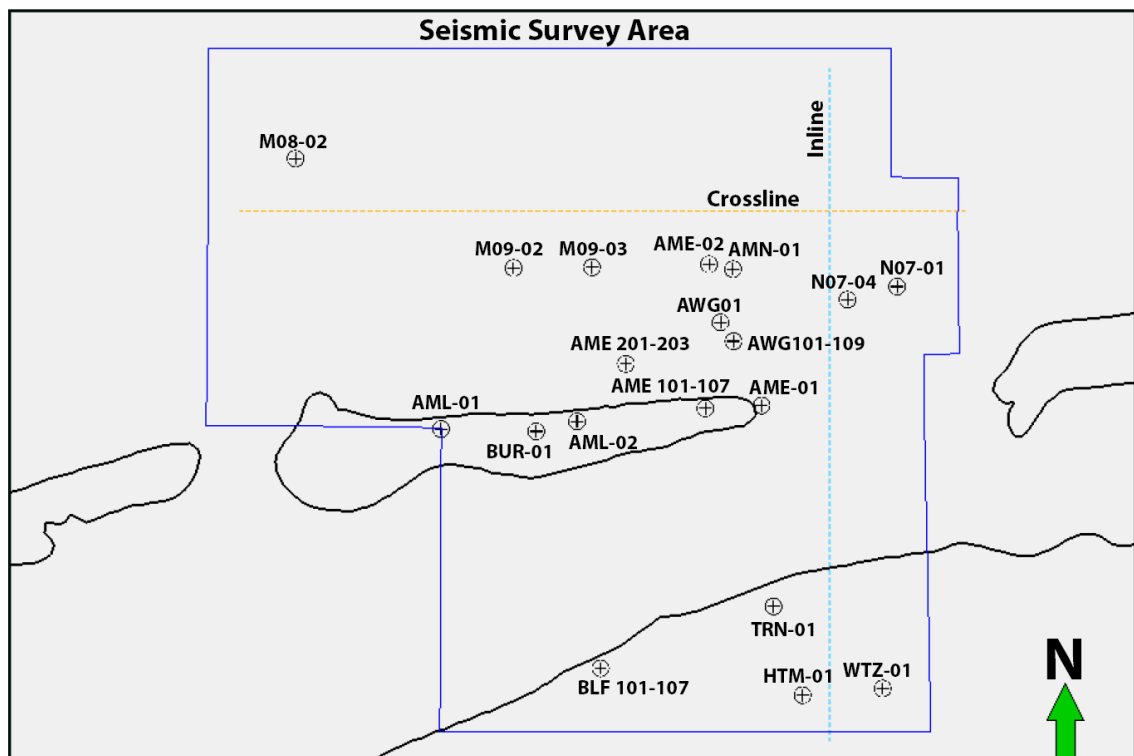 Seismic Survey Area
Inline
M08-02
Crossline
M09-02
M09-03
AME-02
AMN-01
N07-04
N07-01
AWG01
AWG101-109
AME 201-203
AME 101-107
AME-01
AML-01
BUR-01
AML-02
TRN-01
BLF 101-107
HTM-01
WTZ-01
N